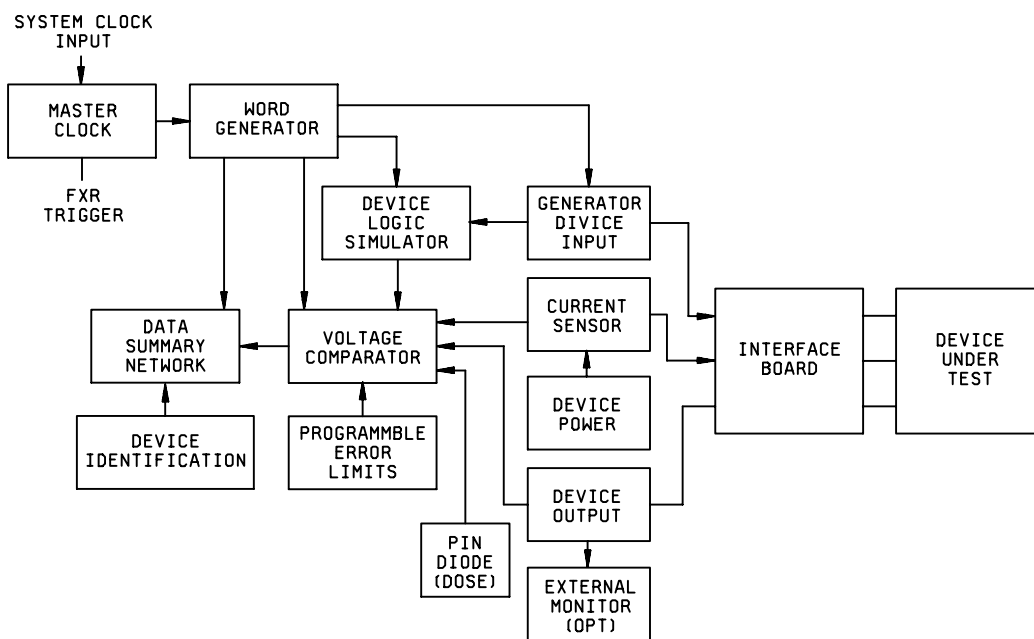 SYSTEM CLOCK
INPUT
MASTER
CLOCK
WORD
GENERATOR
FXR
TRIGGER
DEVICE
LOGIC
SIMULATOR
GENERATOR
DIVICE
INPUT
DATA
SUMMARY
NETWORK
VOLTAGE
COMPARATOR
CURRENT
SENSOR
INTERFACE
BOARD
DEVICE
UNDER
TEST
DEVICE
IDENTIFICATION
PROGRAMMBLE
ERROR
LIMITS
DEVICE
POWER
DEVICE
OUTPUT
PIN
DIODE
(DOSE)
EXTERNAL
MONITOR
(OPT)